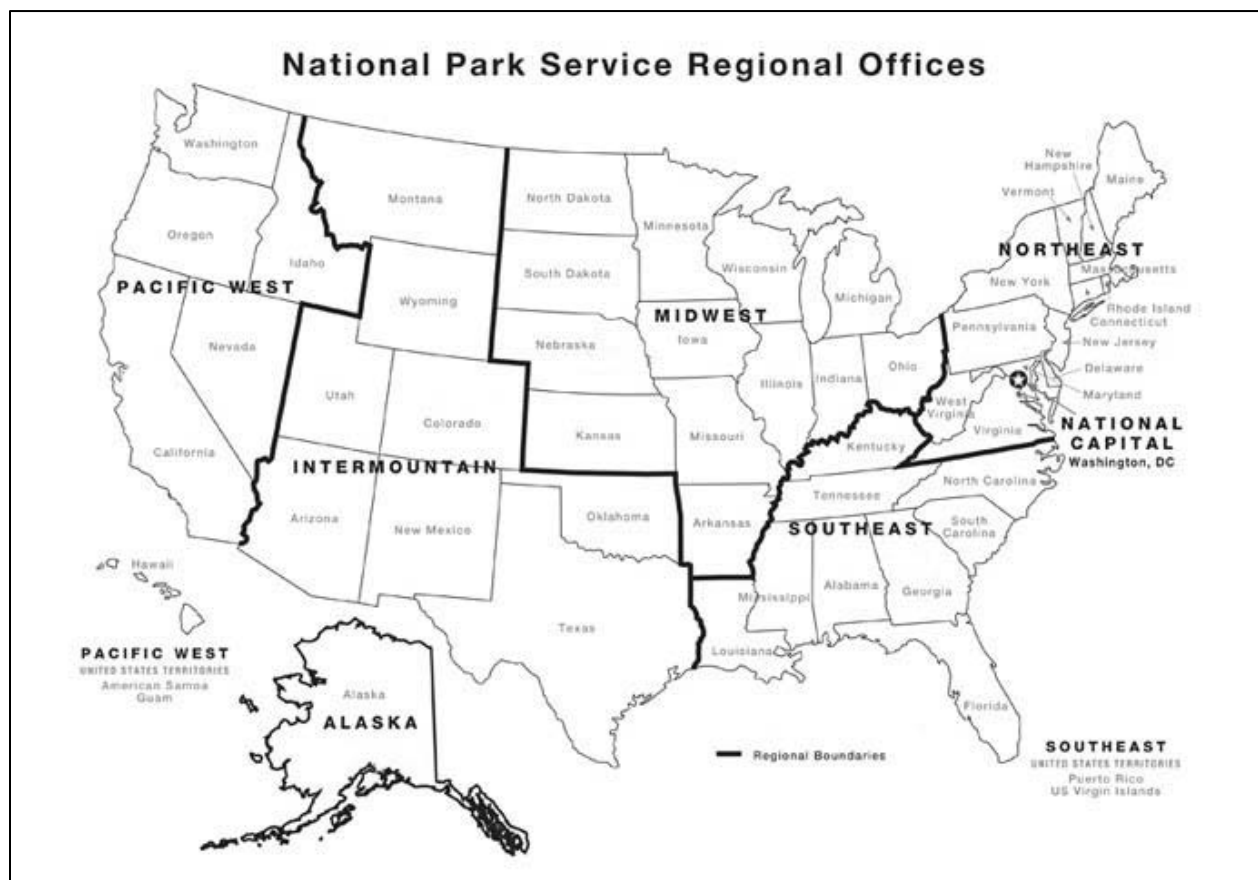 National Park Service Regional Offices
Washington
Montana
North Dakota
Minnesota
New
Hampshire
Vermont
Maine
Oregon
Idaho
PACIFIC WEST
Wyoming
South Dakota
Wisconsin
Michigan
NORTHEAST
Massachusetts
New York
Rhode Island
Connecticut
Nevada
Nebraska
MIDWEST
Iowa
Pennsylvania
New Jersey
Utah
Colorado
Illinois
Indiana
Ohio
Delaware
Maryland
West
Virginia
Virginia
NATIONAL
CAPITAL
Washington, DC
California
INTERMOUNTAIN
Kansas
Missouri
Kentucky
Arizona
New Mexico
Oklahoma
Arkansas
Tennessee
North Carolina
SOUTHEAST
South
Carolina
Hawaii
Texas
Mississippi
Alabama
Georgia
Louisiana
Florida
PACIFIC WEST
UNITED STATES TERRITORIES
American Samoa
Guam
Alaska
ALASKA
Regional Boundaries
SOUTHEAST
UNITED STATES TERRITORIES
Puerto Rico
US Virgin Islands